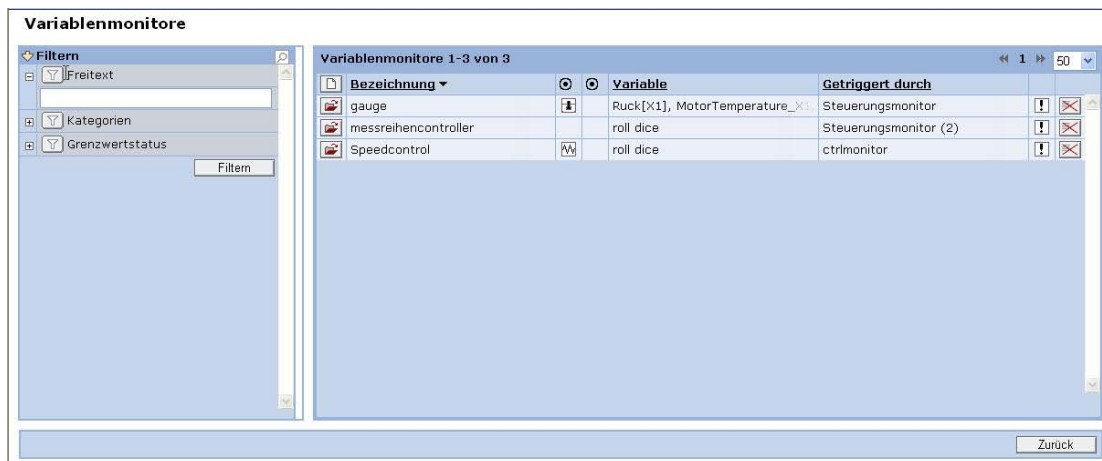 Variablenmonitore
Filtern
Freitext
Kategorien
Grenzwertstatus
Filtern
Variablenmonitore 1-3 von 3
1
50
Bezeichnung Variable Getriggert durch
gauge Ruck[X1], MotorTemperature_X1 Steuerungsmonitor
messreihencontroller roll dice Steuerungsmonitor (2)
Speedcontrol roll dice ctrlmonitor
Zurück